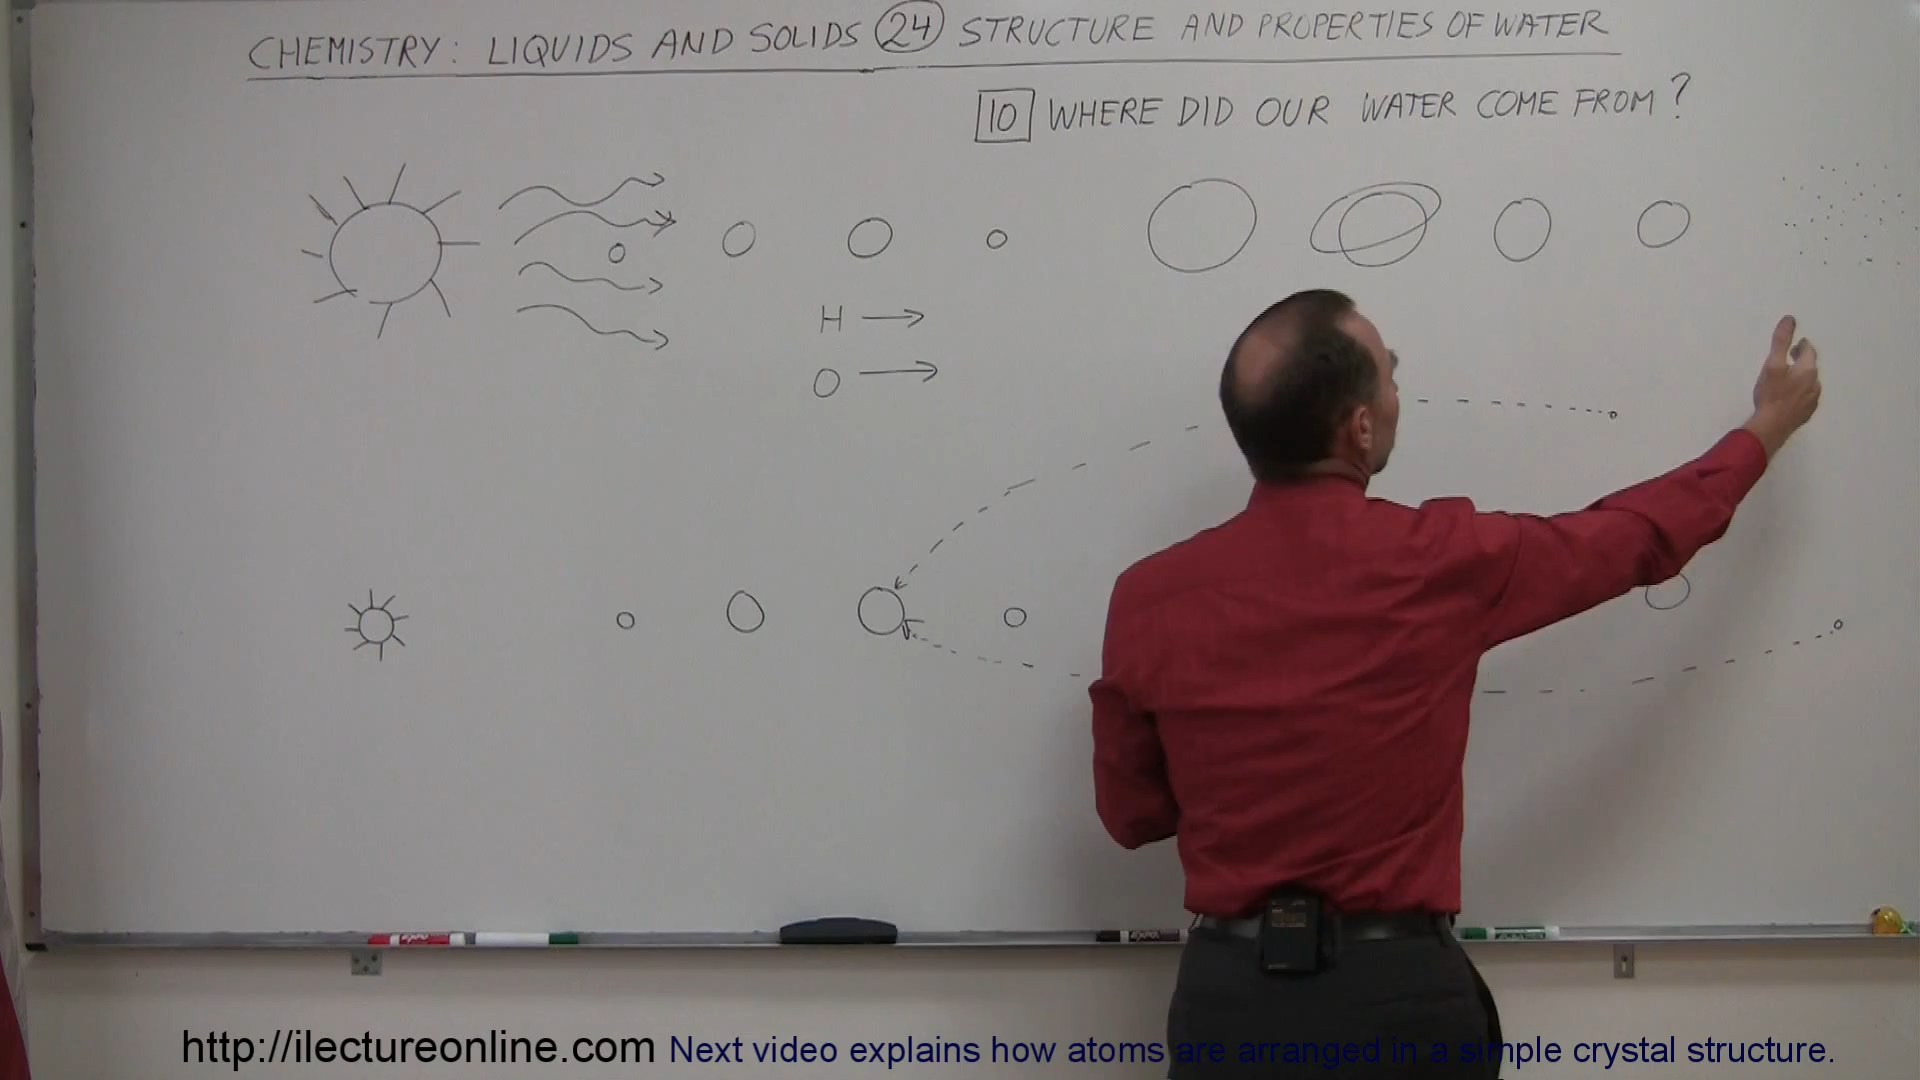 CHEMISTRY: LIQUIDS AND SOLIDS 24 STRUCTURE AND PROPERTIES OF WATER
10 WHERE DID OUR WATER COME FROM?
H
O
EXPO
http://ilectureonline.com Next video explains how atoms are arranged in a simple crystal structure.